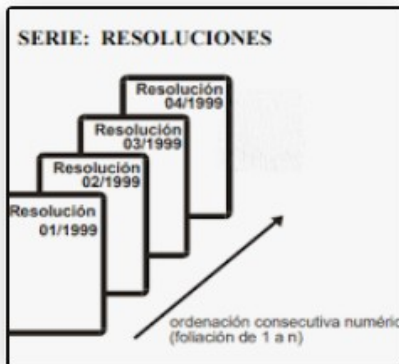 SERIE: RESOLUCIONES
Resolución
04/1999
Resolución
03/1999
Resolución
02/1999
Resolución
01/1999
ordenación consecutiva numéric
(foliación de 1 a n)